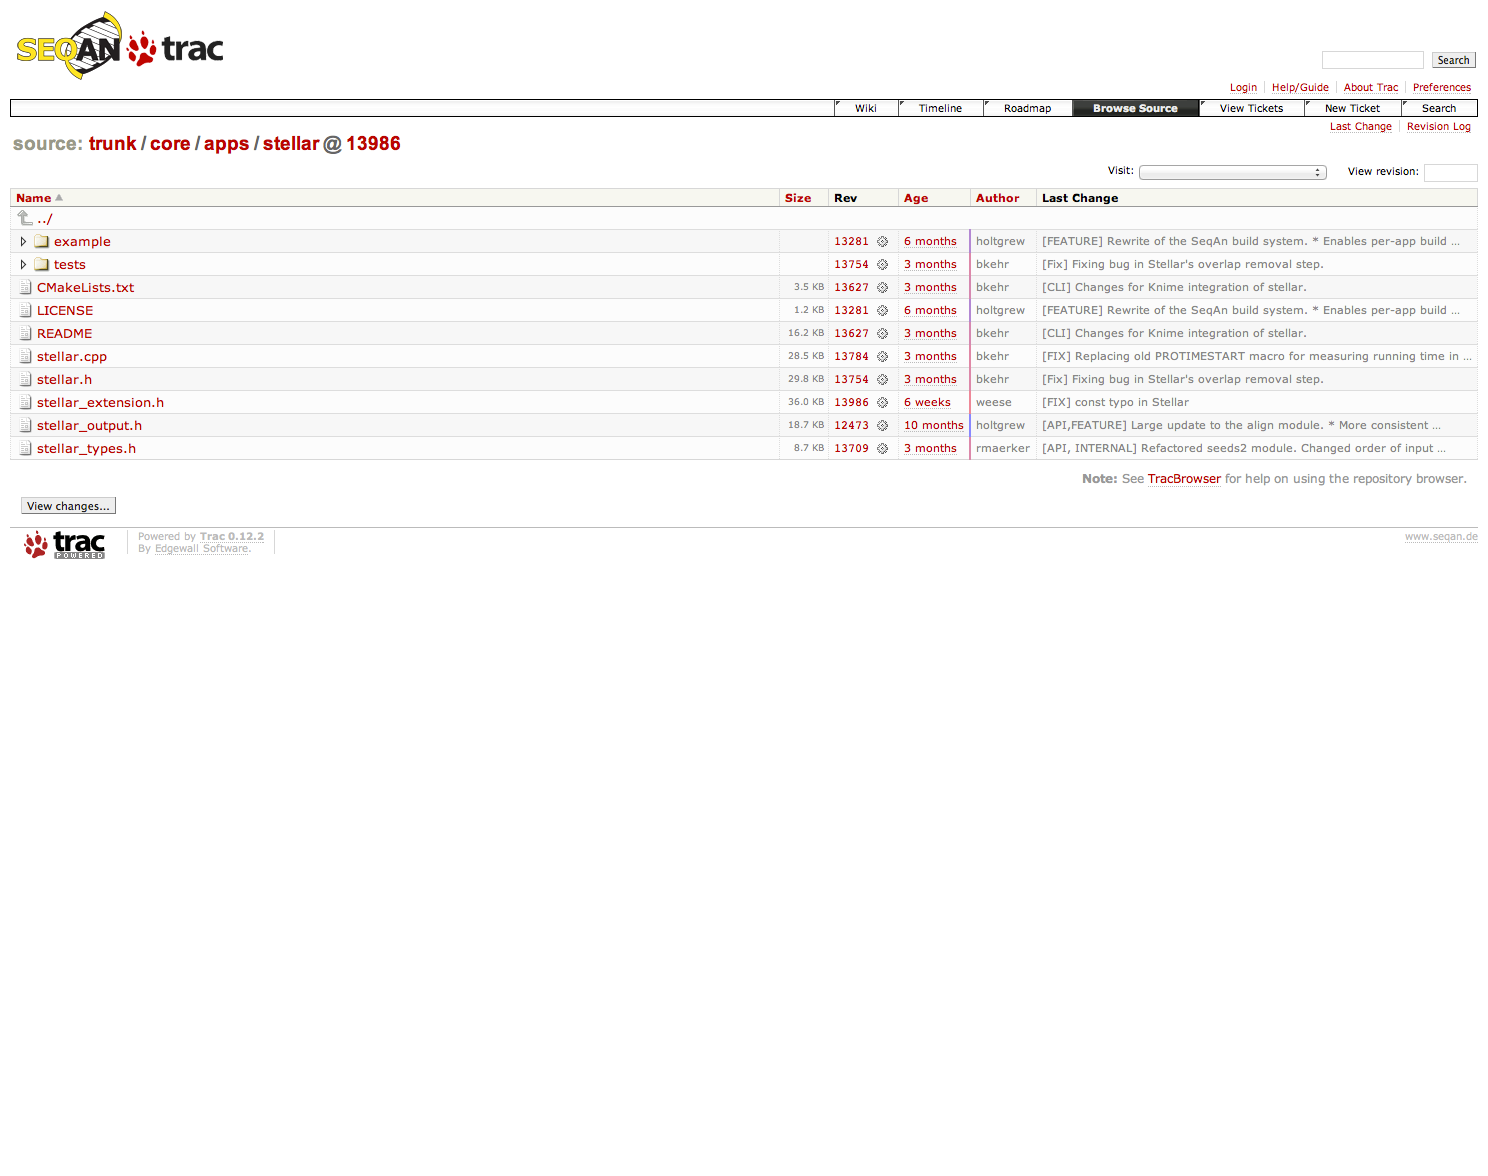 SEQAN trac
Search
Login Help/Guide About Trac Preferences
Wiki Timeline Roadmap Browse Source View Tickets New Ticket Search
Last Change Revision Log
source: trunk / core / apps / stellar @ 13986
Visit: View revision:
Name Size Rev Age Author Last Change
../
example 13281 6 months holtgrew [FEATURE] Rewrite of the SeqAn build system. * Enables per-app build ...
tests 13754 3 months bkehr [Fix] Fixing bug in Stellar's overlap removal step.
CMakeLists.txt 3.5 KB 13627 3 months bkehr [CLI] Changes for Knime integration of stellar.
LICENSE 1.2 KB 13281 6 months holtgrew [FEATURE] Rewrite of the SeqAn build system. * Enables per-app build ...
README 16.2 KB 13627 3 months bkehr [CLI] Changes for Knime integration of stellar.
stellar.cpp 28.5 KB 13784 3 months bkehr [FIX] Replacing old PROTIMESTART macro for measuring running time in ...
stellar.h 29.8 KB 13754 3 months bkehr [Fix] Fixing bug in Stellar's overlap removal step.
stellar_extension.h 36.0 KB 13986 6 weeks weese [FIX] const typo in Stellar
stellar_output.h 18.7 KB 12473 10 months holtgrew [API,FEATURE] Large update to the align module. * More consistent ...
stellar_types.h 8.7 KB 13709 3 months rmaerker [API, INTERNAL] Refactored seeds2 module. Changed order of input ...
Note: See TracBrowser for help on using the repository browser.
View changes...
trac POWERED
Powered by Trac 0.12.2
By Edgewall Software.
www.seqan.de